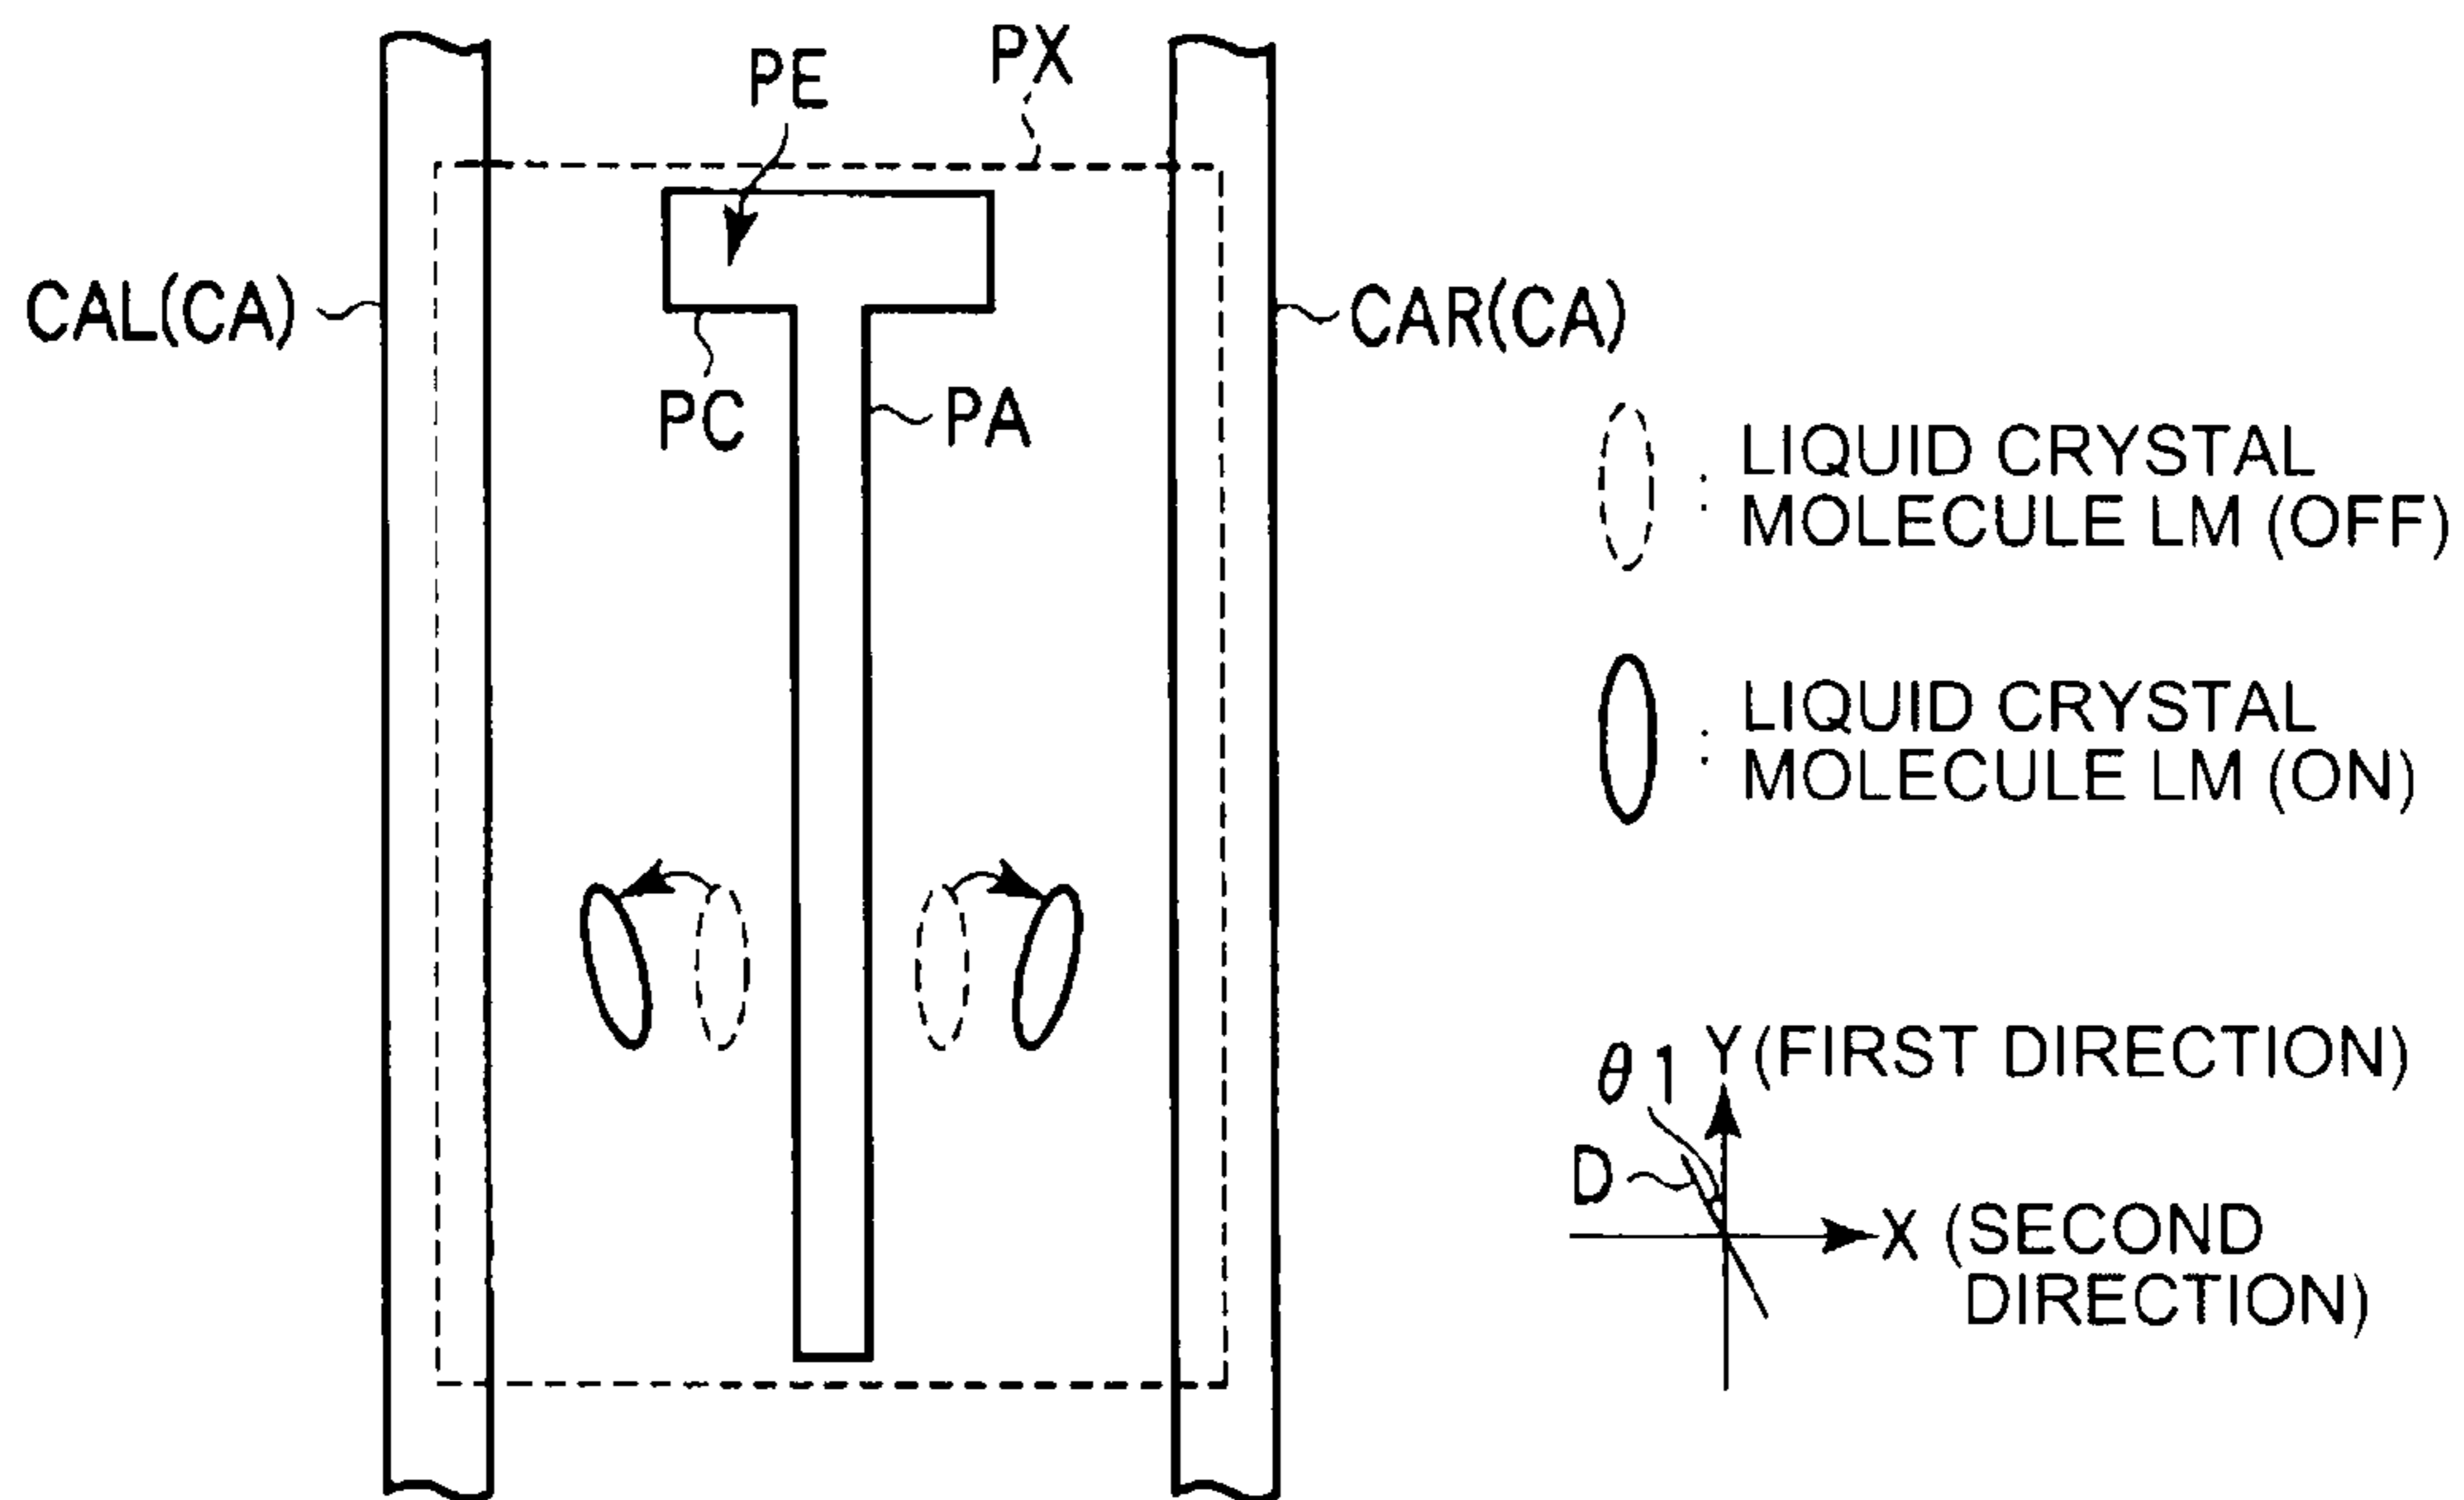 PX
PE
CAL(CA)
CAR(CA)
PC
PA
: LIQUID CRYSTAL
MOLECULE LM (OFF)
: LIQUID CRYSTAL
MOLECULE LM (ON)
θ1
Y (FIRST DIRECTION)
D
X (SECOND
DIRECTION)